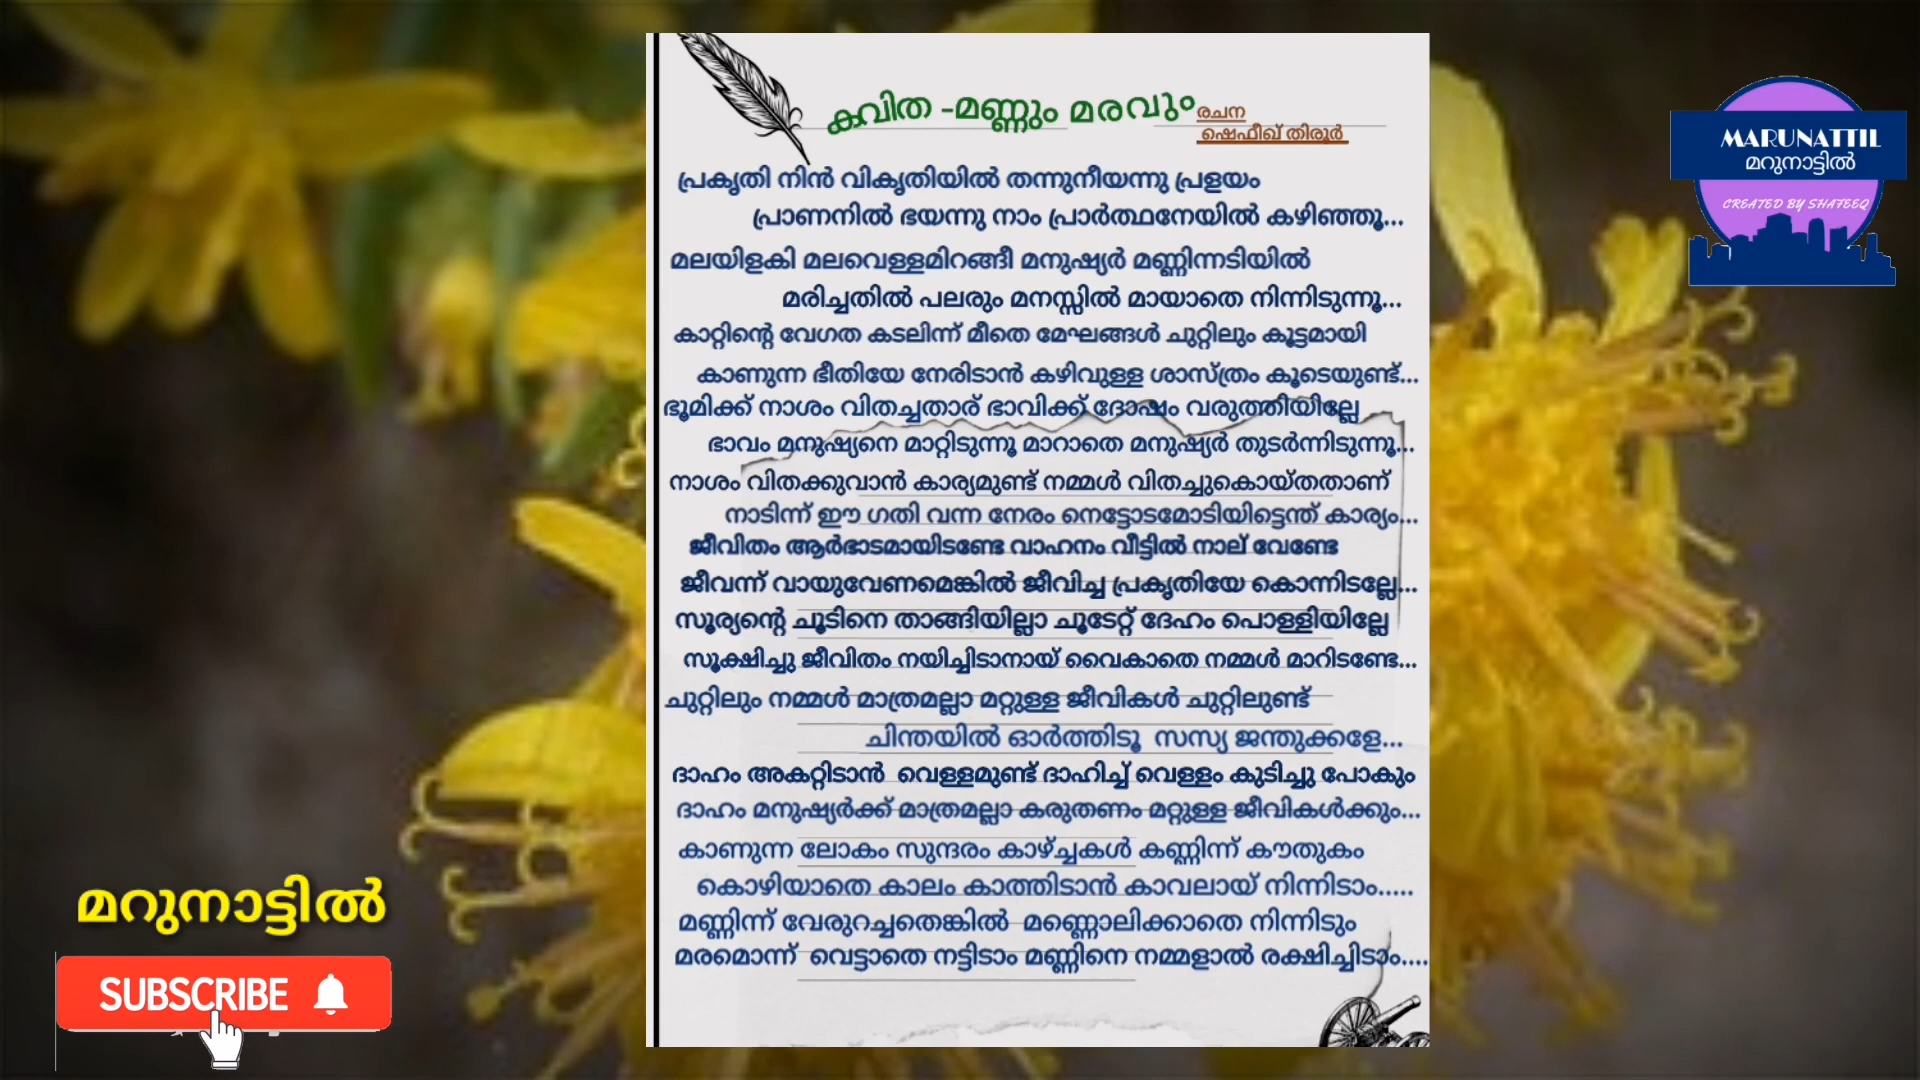 കവിത -മണ്ണും മരവും
രചന
ഷെഫീഖ് തിരൂർ
പ്രകൃതി നിൻ വികൃതിയിൽ തന്നുനീയന്നു പ്രളയം
പ്രാണനിൽ ഭയന്നു നാം പ്രാർത്ഥനേയിൽ കഴിഞ്ഞൂ...
മലയിളകി മലവെള്ളമിറങ്ങീ മനുഷ്യർ മണ്ണിന്നടിയിൽ
മരിച്ചതിൽ പലരും മനസ്സിൽ മായാതെ നിന്നിടുന്നൂ...
കാറ്റിന്റെ വേഗത കടലിന്ന് മീതെ മേഘങ്ങൾ ചുറ്റിലും കൂട്ടമായി
കാണുന്ന ഭീതിയേ നേരിടാൻ കഴിവുള്ള ശാസ്ത്രം കൂടെയുണ്ട്...
ഭൂമിക്ക് നാശം വിതച്ചതാര് ഭാവിക്ക് ദോഷം വരുത്തിയില്ലേ
ഭാവം മനുഷ്യനെ മാറ്റിടുന്നൂ മാറാതെ മനുഷ്യർ തുടർന്നിടുന്നൂ...
നാശം വിതക്കുവാൻ കാര്യമുണ്ട് നമ്മൾ വിതച്ചുകൊയ്തതാണ്
നാടിന്ന് ഈ ഗതി വന്ന നേരം നെട്ടോടമോടിയിട്ടെന്ത് കാര്യം...
ജീവിതം ആർഭാടമായിടണ്ടേ വാഹനം വീട്ടിൽ നാല് വേണ്ടേ
ജീവന്ന് വായുവേണമെങ്കിൽ ജീവിച്ച പ്രകൃതിയേ കൊന്നിടല്ലേ...
സൂര്യന്റെ ചൂടിനെ താങ്ങിയില്ലാ ചൂടേറ്റ് ദേഹം പൊള്ളിയില്ലേ
സൂക്ഷിച്ചു ജീവിതം നയിച്ചിടാനായ് വൈകാതെ നമ്മൾ മാറിടണ്ടേ...
ചുറ്റിലും നമ്മൾ മാത്രമല്ലാ മറ്റുള്ള ജീവികൾ ചുറ്റിലുണ്ട്
ചിന്തയിൽ ഓർത്തിടൂ സസ്യ ജന്തുക്കളേ...
ദാഹം അകറ്റിടാൻ വെള്ളമുണ്ട് ദാഹിച്ച് വെള്ളം കുടിച്ചു പോകും
ദാഹം മനുഷ്യർക്ക് മാത്രമല്ലാ കരുതണം മറ്റുള്ള ജീവികൾക്കും...
കാണുന്ന ലോകം സുന്ദരം കാഴ്ച്ചകൾ കണ്ണിന്ന് കൗതുകം
കൊഴിയാതെ കാലം കാത്തിടാൻ കാവലായ് നിന്നിടാം.....
മണ്ണിന്ന് വേരുറച്ചതെങ്കിൽ മണ്ണൊലിക്കാതെ നിന്നിടും
മരമൊന്ന് വെട്ടാതെ നട്ടിടാം മണ്ണിനെ നമ്മളാൽ രക്ഷിച്ചിടാം....
MARUNATTIL
മറുനാട്ടിൽ
CREATED BY SHAFEEQ
മറുനാട്ടിൽ
SUBSCRIBE